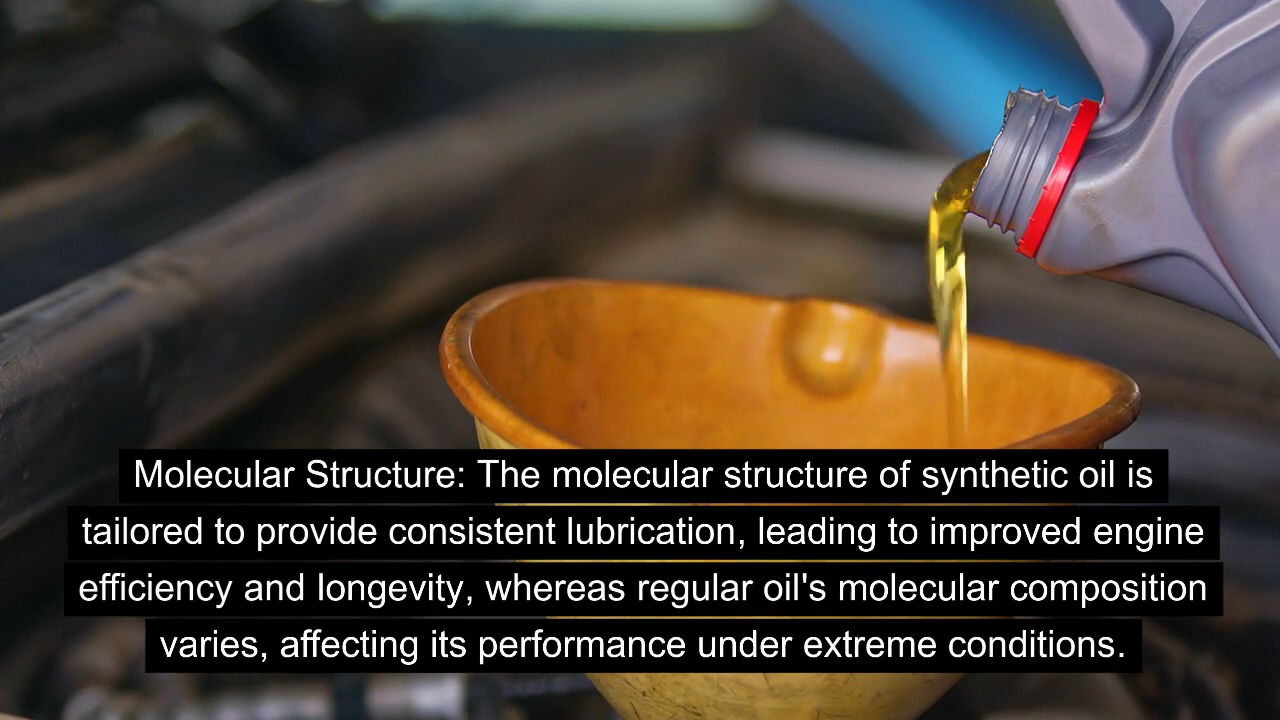 Molecular Structure: The molecular structure of synthetic oil is
tailored to provide consistent lubrication, leading to improved engine
efficiency and longevity, whereas regular oil's molecular composition
varies, affecting its performance under extreme conditions.